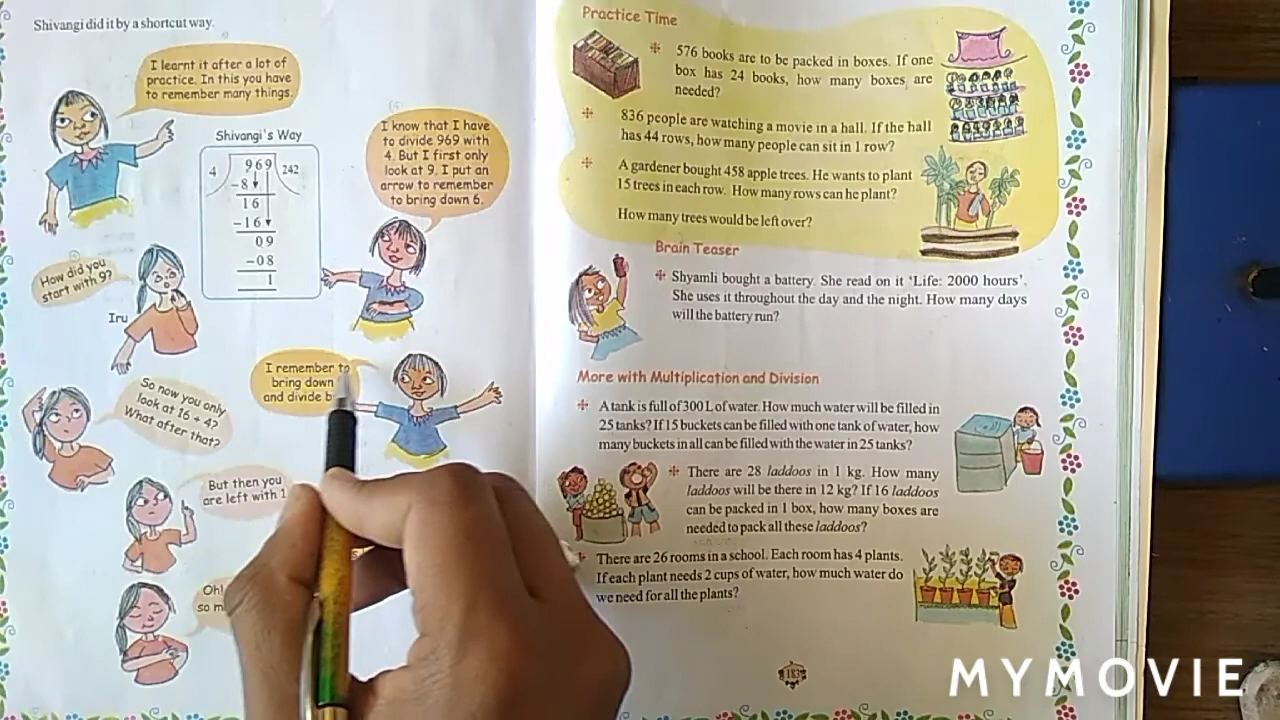 Shivangi did it by a shortcut way.
I learnt it after a lot of
practice. In this you have
to remember many things.
Shivangi's Way
4 969 242
-8
16
-16
09
-08
1
I know that I have
to divide 969 with
4. But I first only
look at 9. I put an
arrow to remember
to bring down 6.
How did you
start with 9?
Iru
I remember to
bring down
and divide
So now you only
look at 16 ÷ 4?
What after that?
But then you
are left with 1
Oh!
so
Practice Time
576 books are to be packed in boxes. If one
box has 24 books, how many boxes are
needed?
836 people are watching a movie in a hall. If the hall
has 44 rows, how many people can sit in 1 row?
A gardener bought 458 apple trees. He wants to plant
15 trees in each row. How many rows can he plant?
How many trees would be left over?
Brain Teaser
Shyamli bought a battery. She read on it ‘Life: 2000 hours’.
She uses it throughout the day and the night. How many days
will the battery run?
More with Multiplication and Division
A tank is full of 300 L of water. How much water will be filled in
25 tanks? If 15 buckets can be filled with one tank of water, how
many buckets in all can be filled with the water in 25 tanks?
There are 28 laddoos in 1 kg. How many
laddoos will be there in 12 kg? If 16 laddoos
can be packed in 1 box, how many boxes are
needed to pack all these laddoos?
There are 26 rooms in a school. Each room has 4 plants.
If each plant needs 2 cups of water, how much water do
we need for all the plants?
183
MYMOVIE